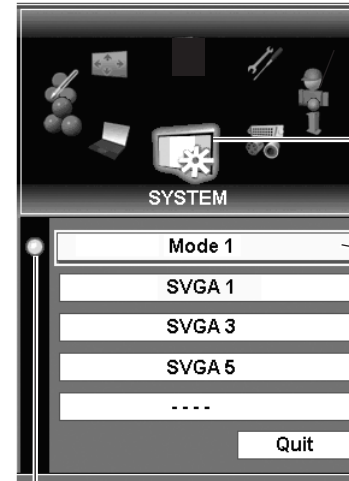 SYSTEM
Mode 1
SVGA 1
SVGA 3
SVGA 5
- - - -
Quit